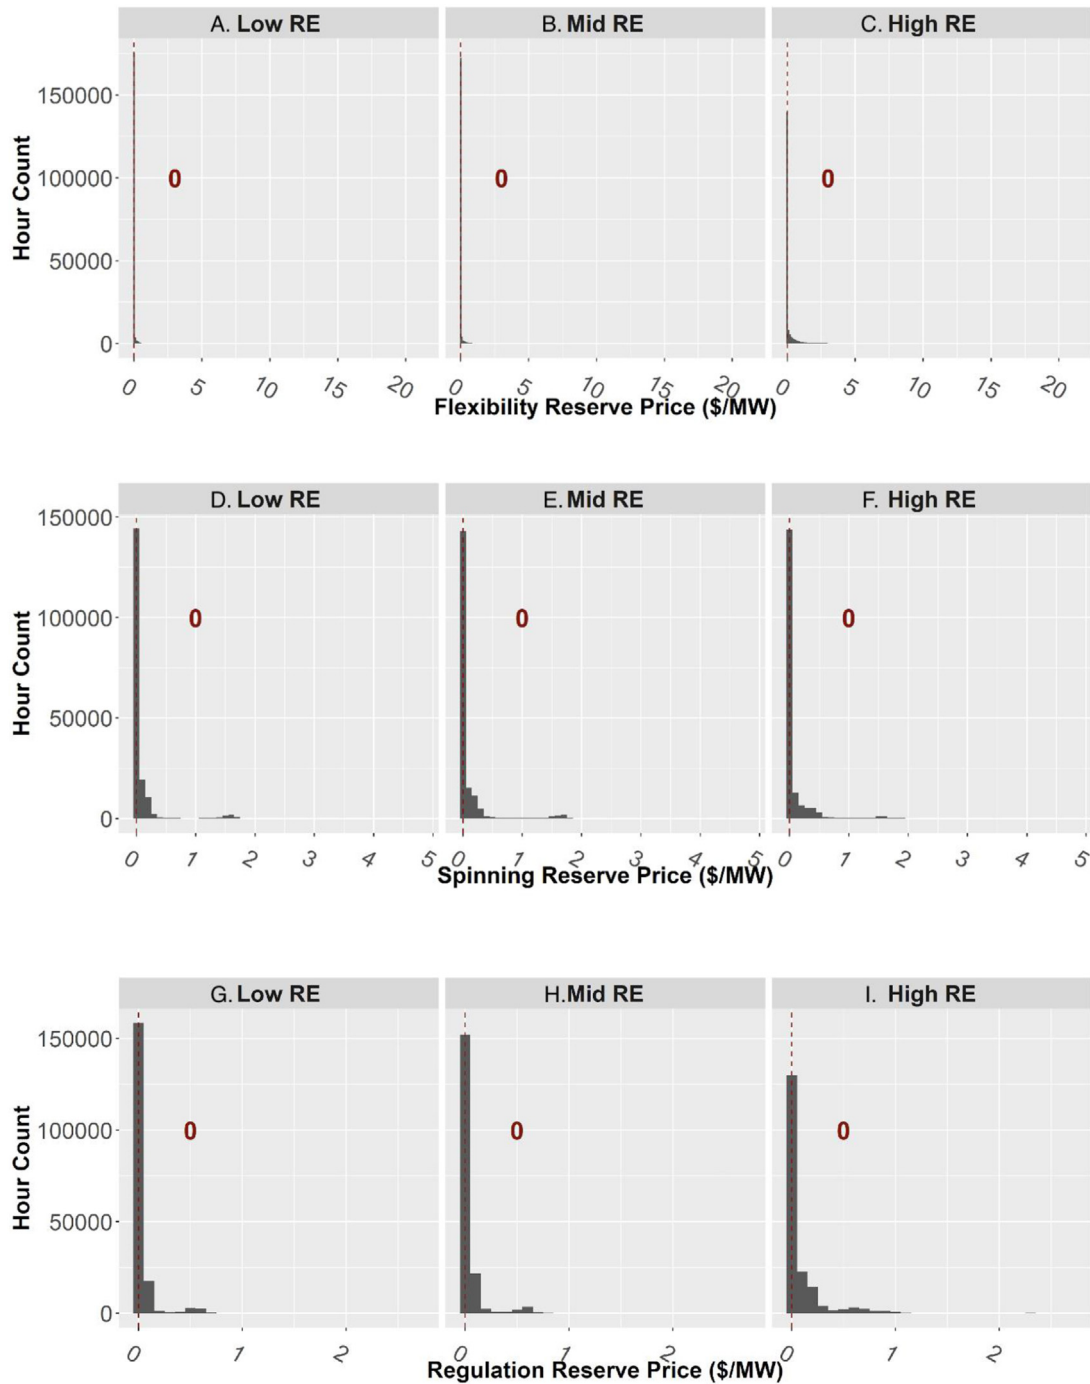 A. Low RE B. Mid RE C. High RE
150000
100000
50000
0
Hour Count
0 0 0
0 5 10 15 20 0 5 10 15 20 0 5 10 15 20
Flexibility Reserve Price ($/MW)
D. Low RE E. Mid RE F. High RE
150000
100000
50000
0
Hour Count
0 0 0
0 1 2 3 4 5 0 1 2 3 4 5 0 1 2 3 4 5
Spinning Reserve Price ($/MW)
G. Low RE H.Mid RE I. High RE
150000
100000
50000
0
Hour Count
0 0 0
0 1 2 0 1 2 0 1 2
Regulation Reserve Price ($/MW)